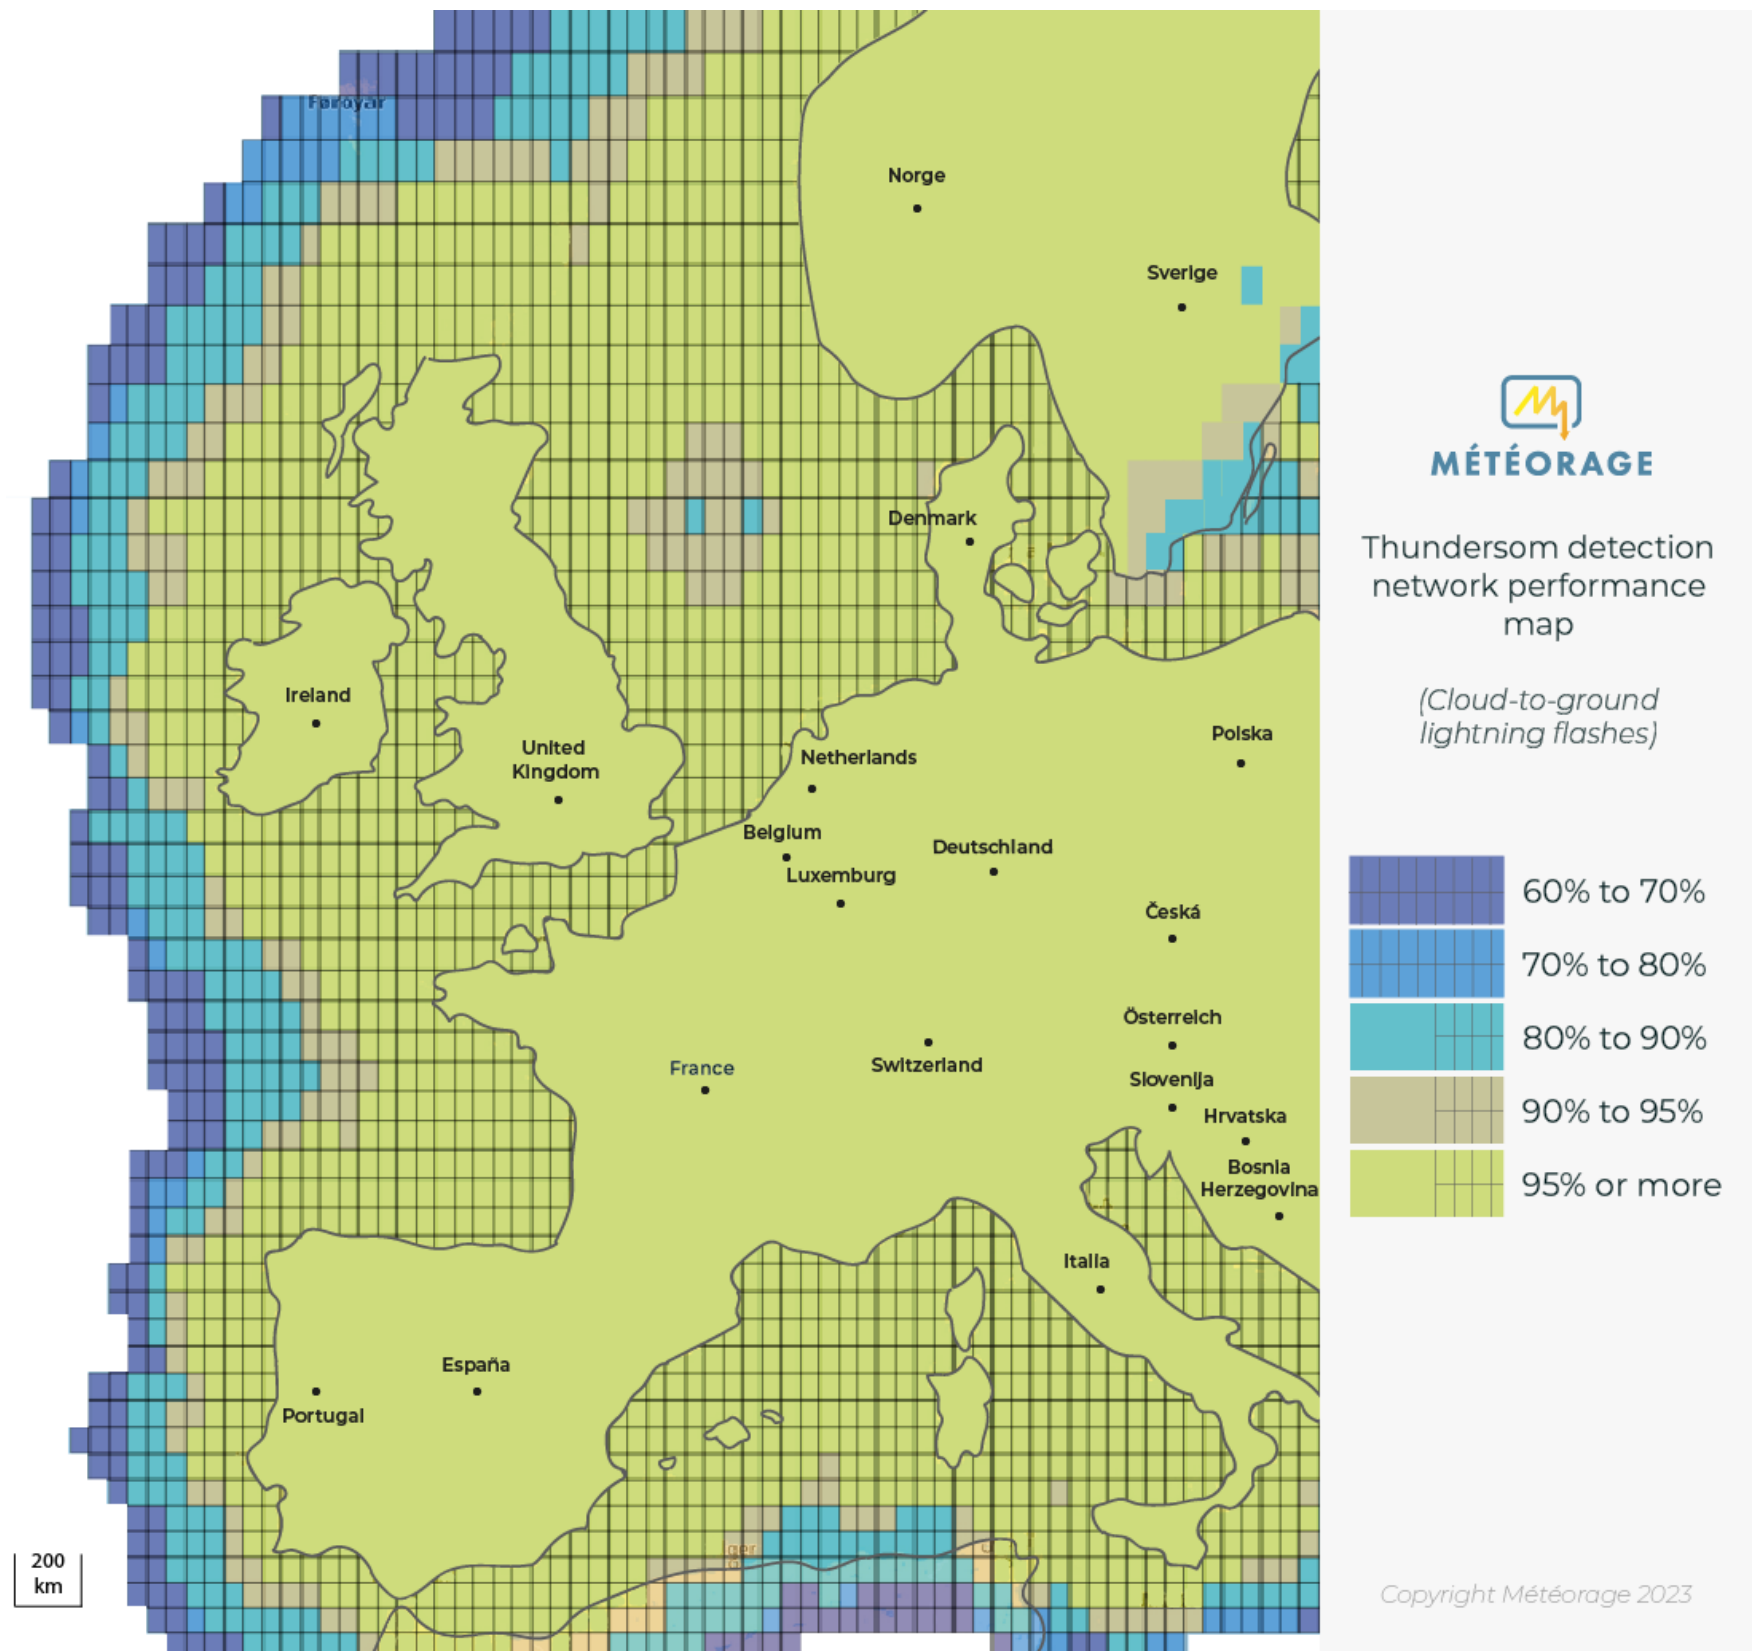 Føroyar
Norge
Sverige
Denmark
Ireland
United
Kingdom
Netherlands
Polska
Belgium
Luxemburg
Deutschland
Česká
Österreich
Switzerland
France
Slovenija
Hrvatska
Bosnia
Herzegovina
Italia
España
Portugal
200
km
MÉTÉORAGE
Thundersom detection
network performance
map
(Cloud-to-ground
lightning flashes)
60% to 70%
70% to 80%
80% to 90%
90% to 95%
95% or more
Copyright Météorage 2023